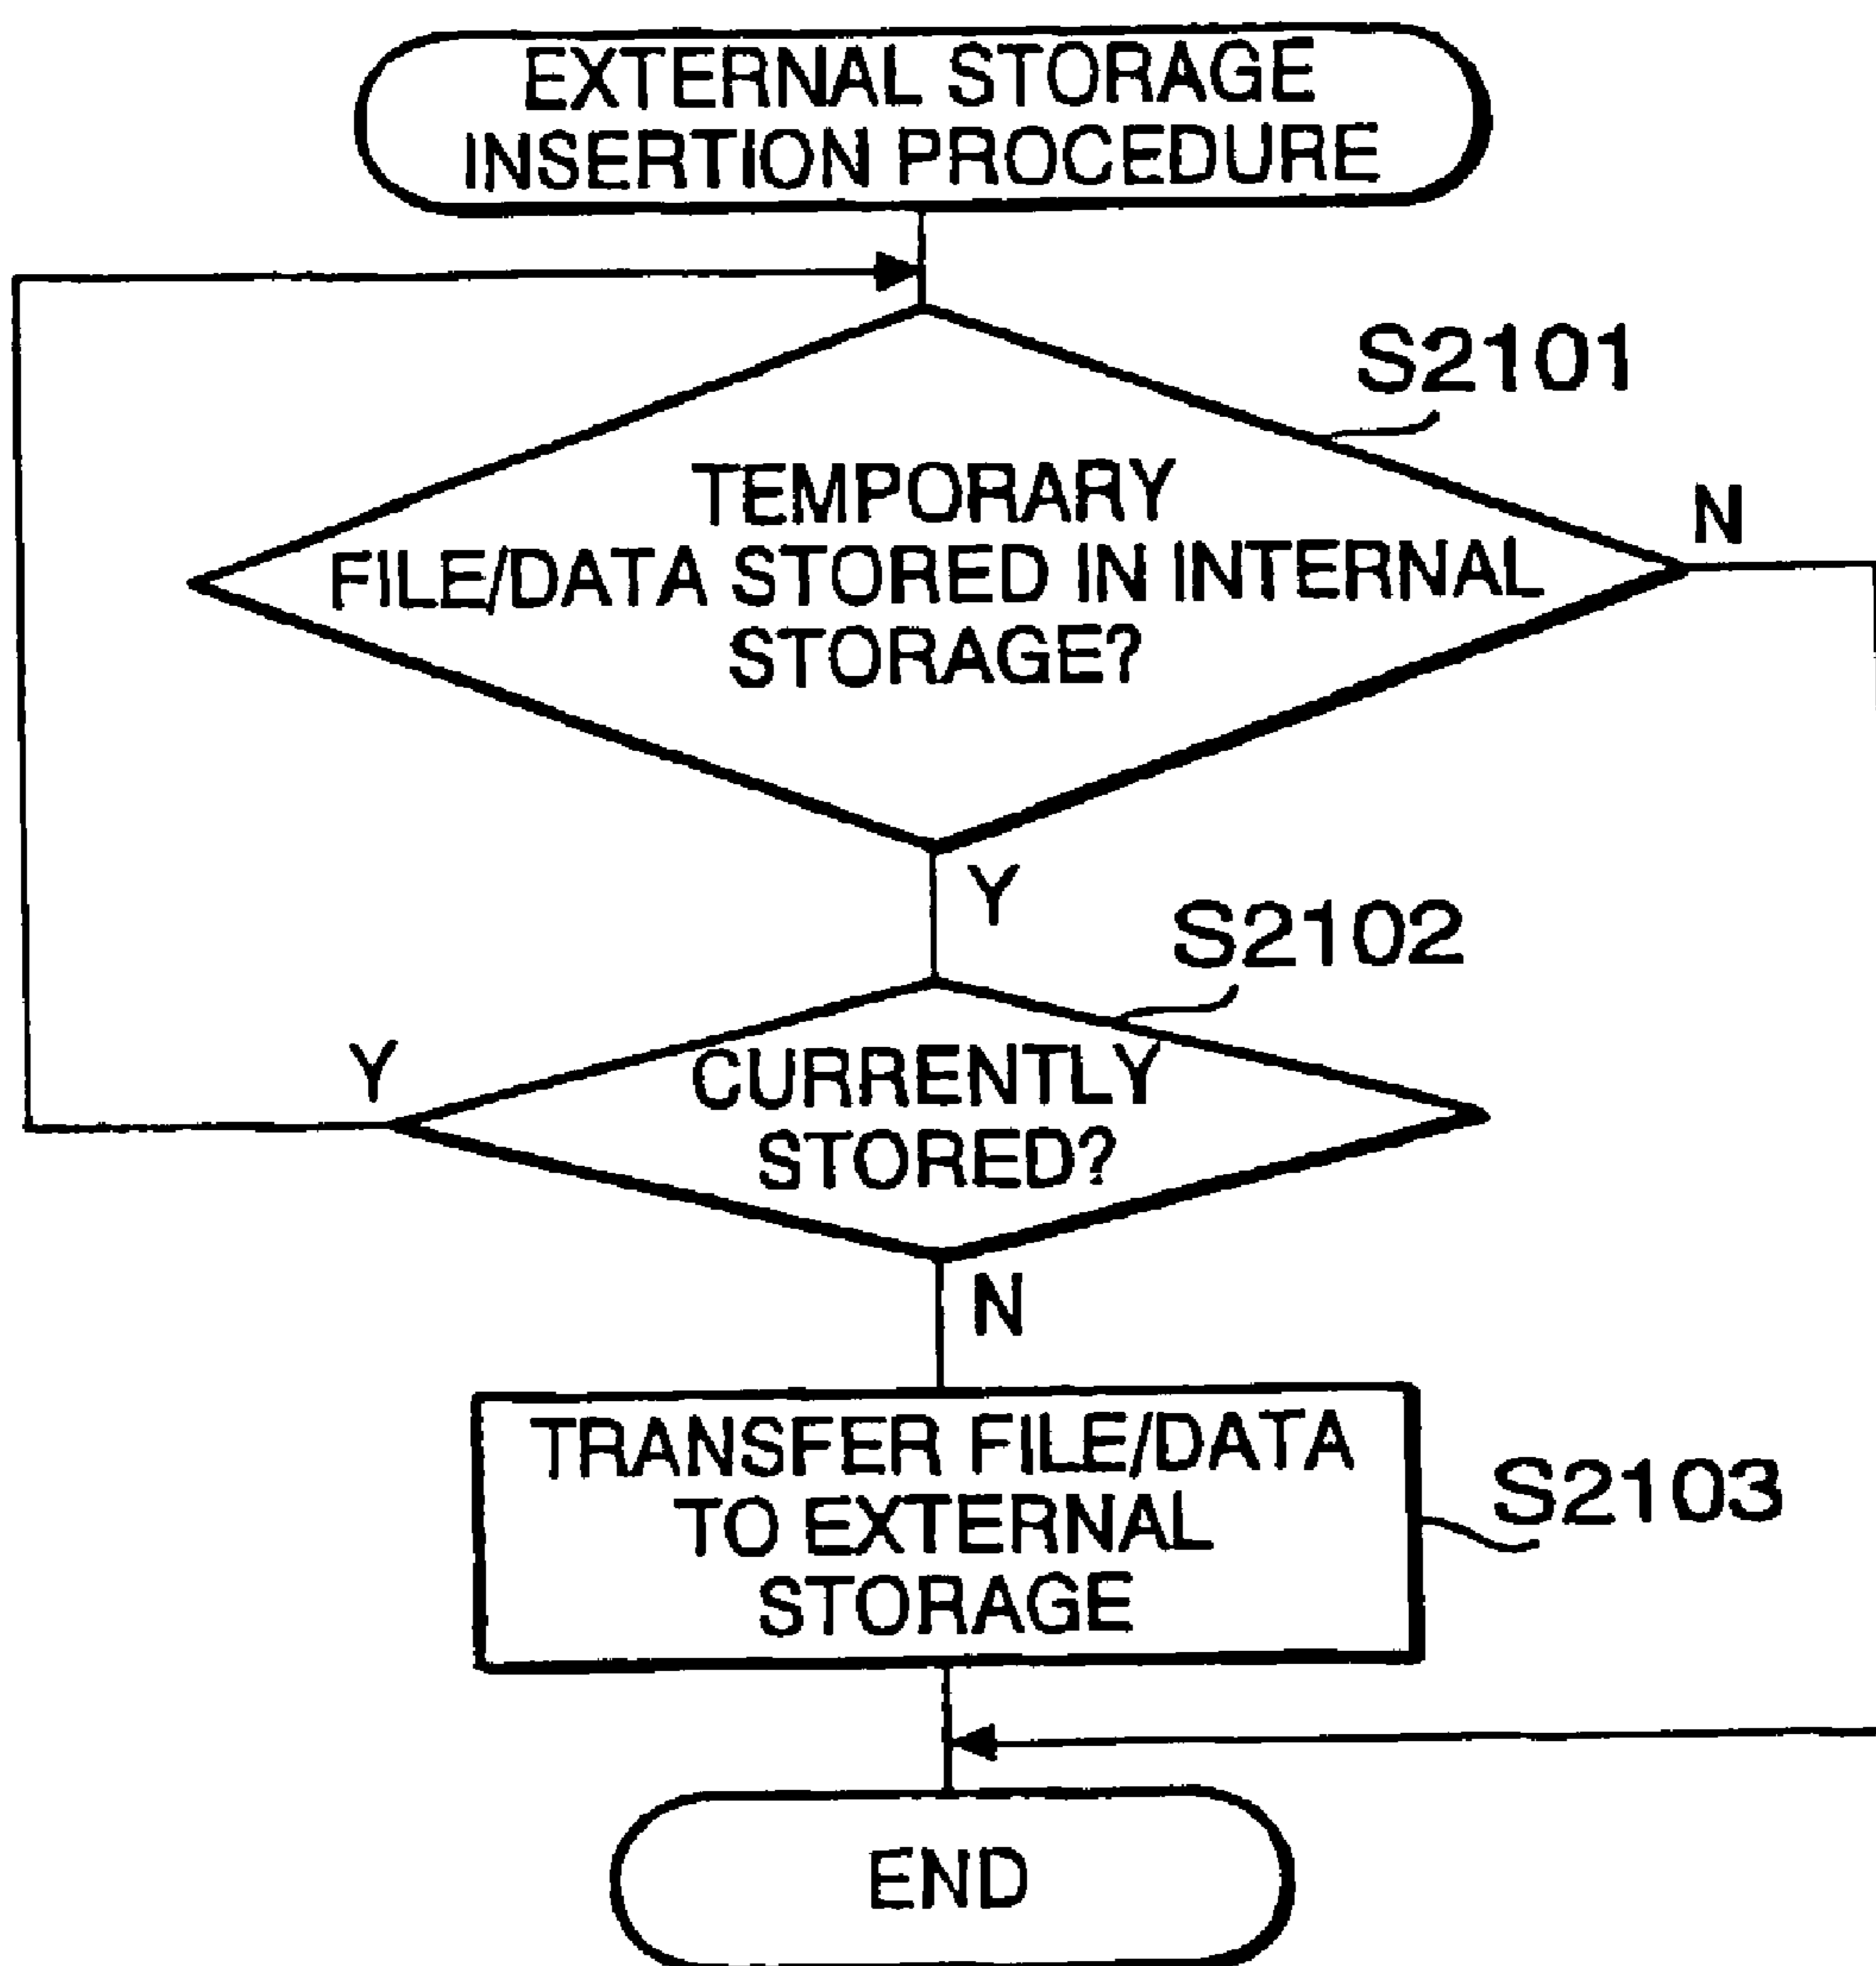 EXTERNAL STORAGE
INSERTION PROCEDURE
S2101
TEMPORARY
FILE/DATA STORED IN INTERNAL
STORAGE?
N
Y
S2102
Y
CURRENTLY
STORED?
N
TRANSFER FILE/DATA
TO EXTERNAL
STORAGE
S2103
END